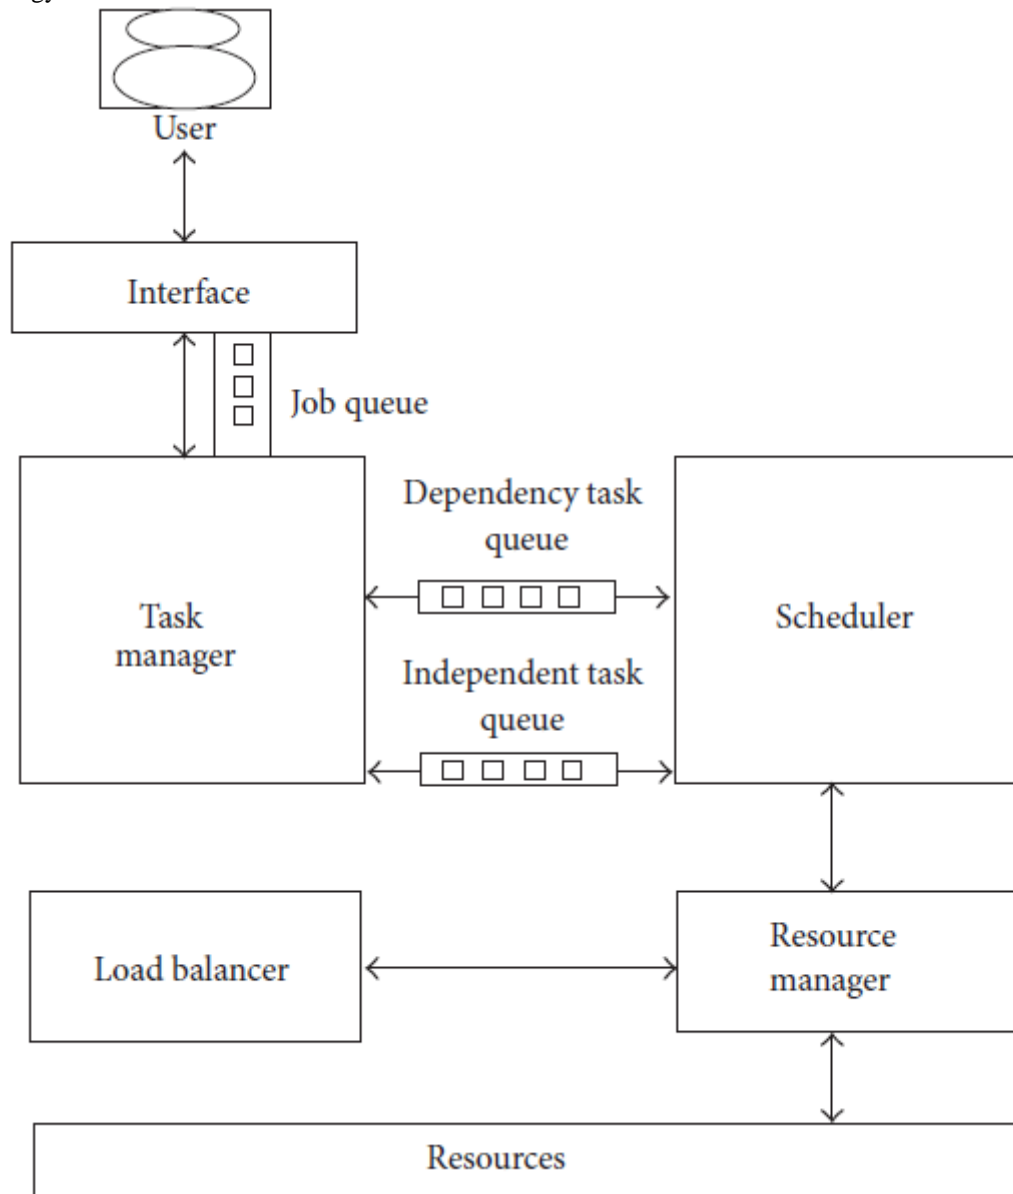 User
Interface
Job queue
Dependency task
queue
Task
manager
Scheduler
Independent task
queue
Load balancer
Resource
manager
Resources